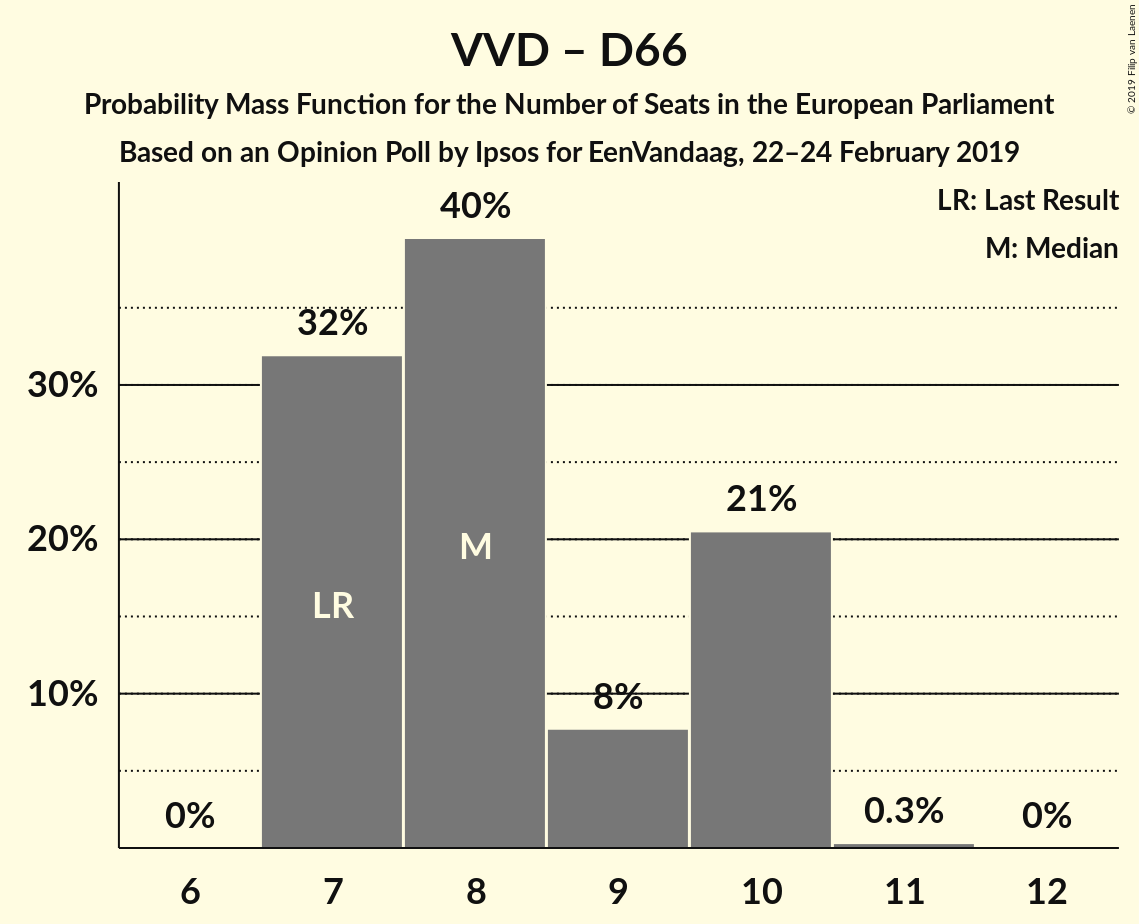 VVD – D66
Probability Mass Function for the Number of Seats in the European Parliament
Based on an Opinion Poll by Ipsos for EenVandaag, 22–24 February 2019
© 2019 Filip van Laenen
LR: Last Result
M: Median
40%
32%
30%
21%
20%
M
LR
10%
8%
0%
0.3%
0%
6 7 8 9 10 11 12